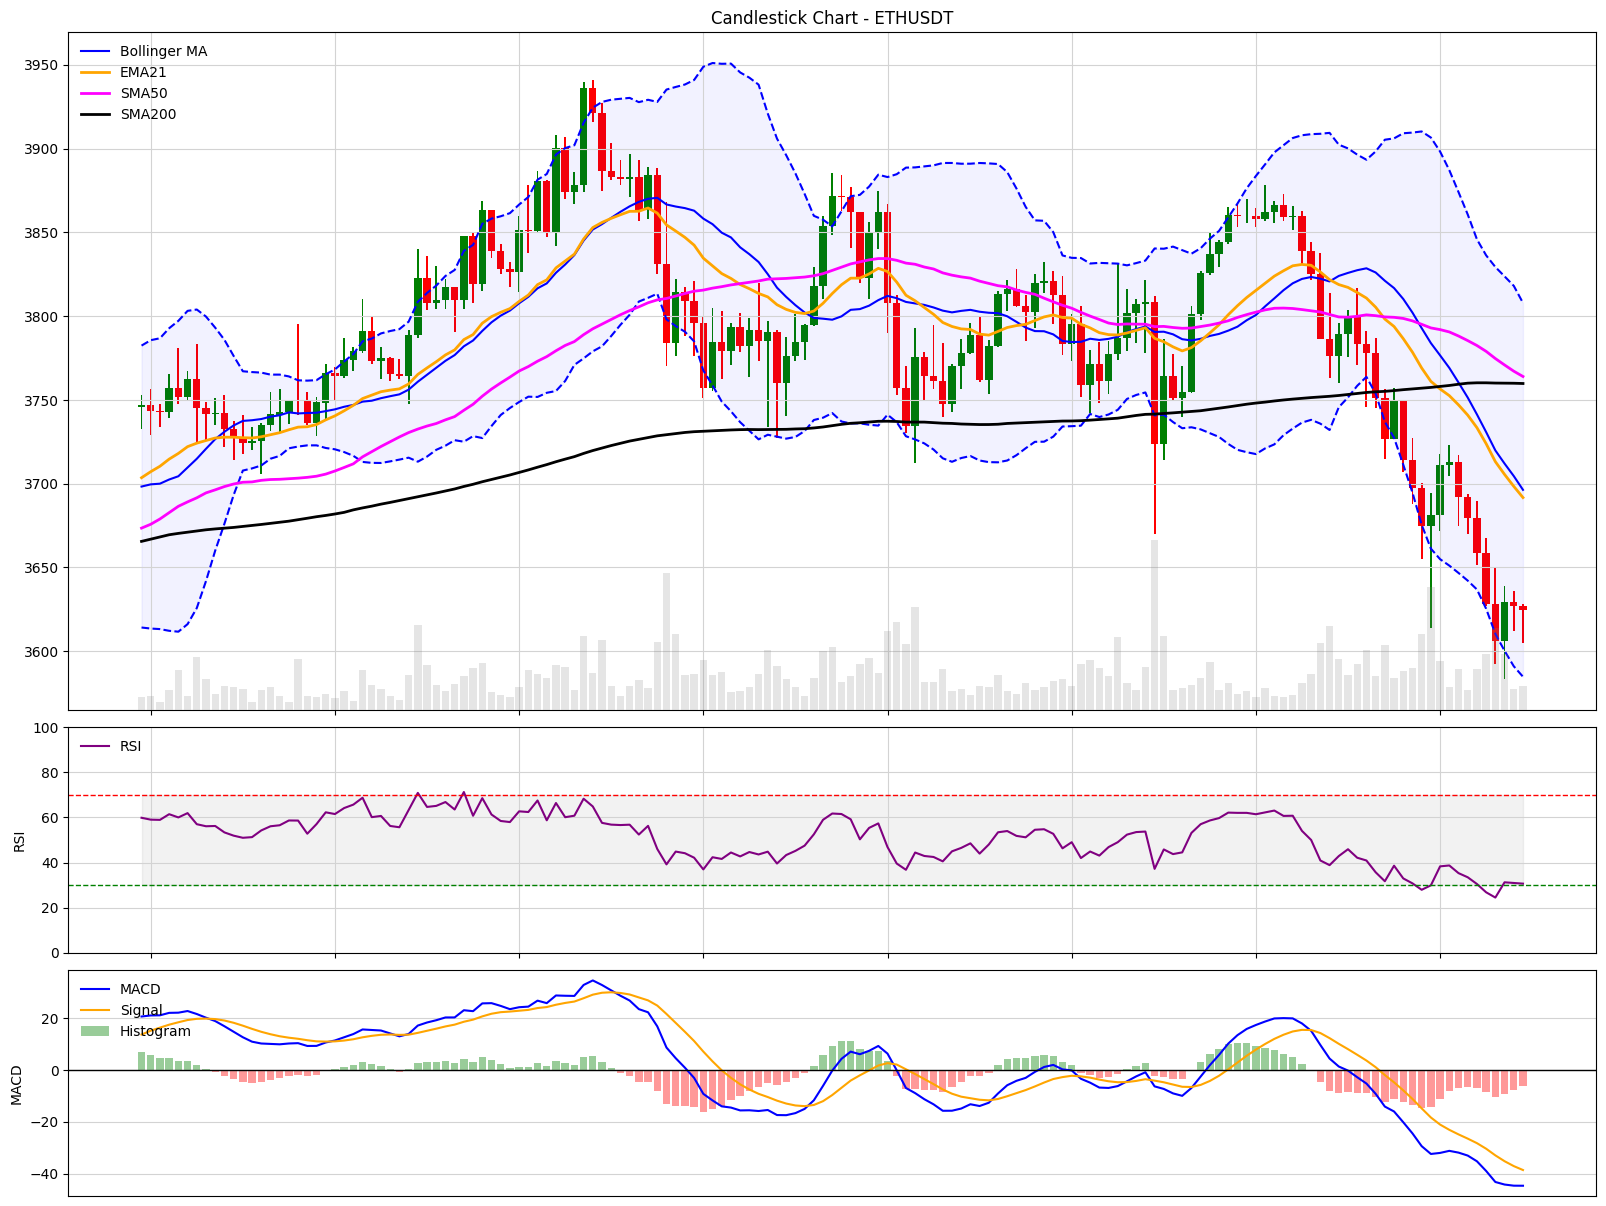 Candlestick Chart - ETHUSDT
Bollinger MA
EMA21
SMA50
SMA200
3950
3900
3850
3800
3750
3700
3650
3600
RSI
100
80
60
40
20
0
RSI
MACD
Signal
Histogram
20
0
−20
−40
MACD